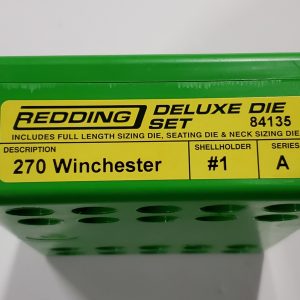 REDDING DELUXE DIE SET 84135
INCLUDES FULL LENGTH SIZING DIE, SEATING DIE & NECK SIZING DIE
DESCRIPTION SHELLHOLDER SERIES
270 Winchester #1 A